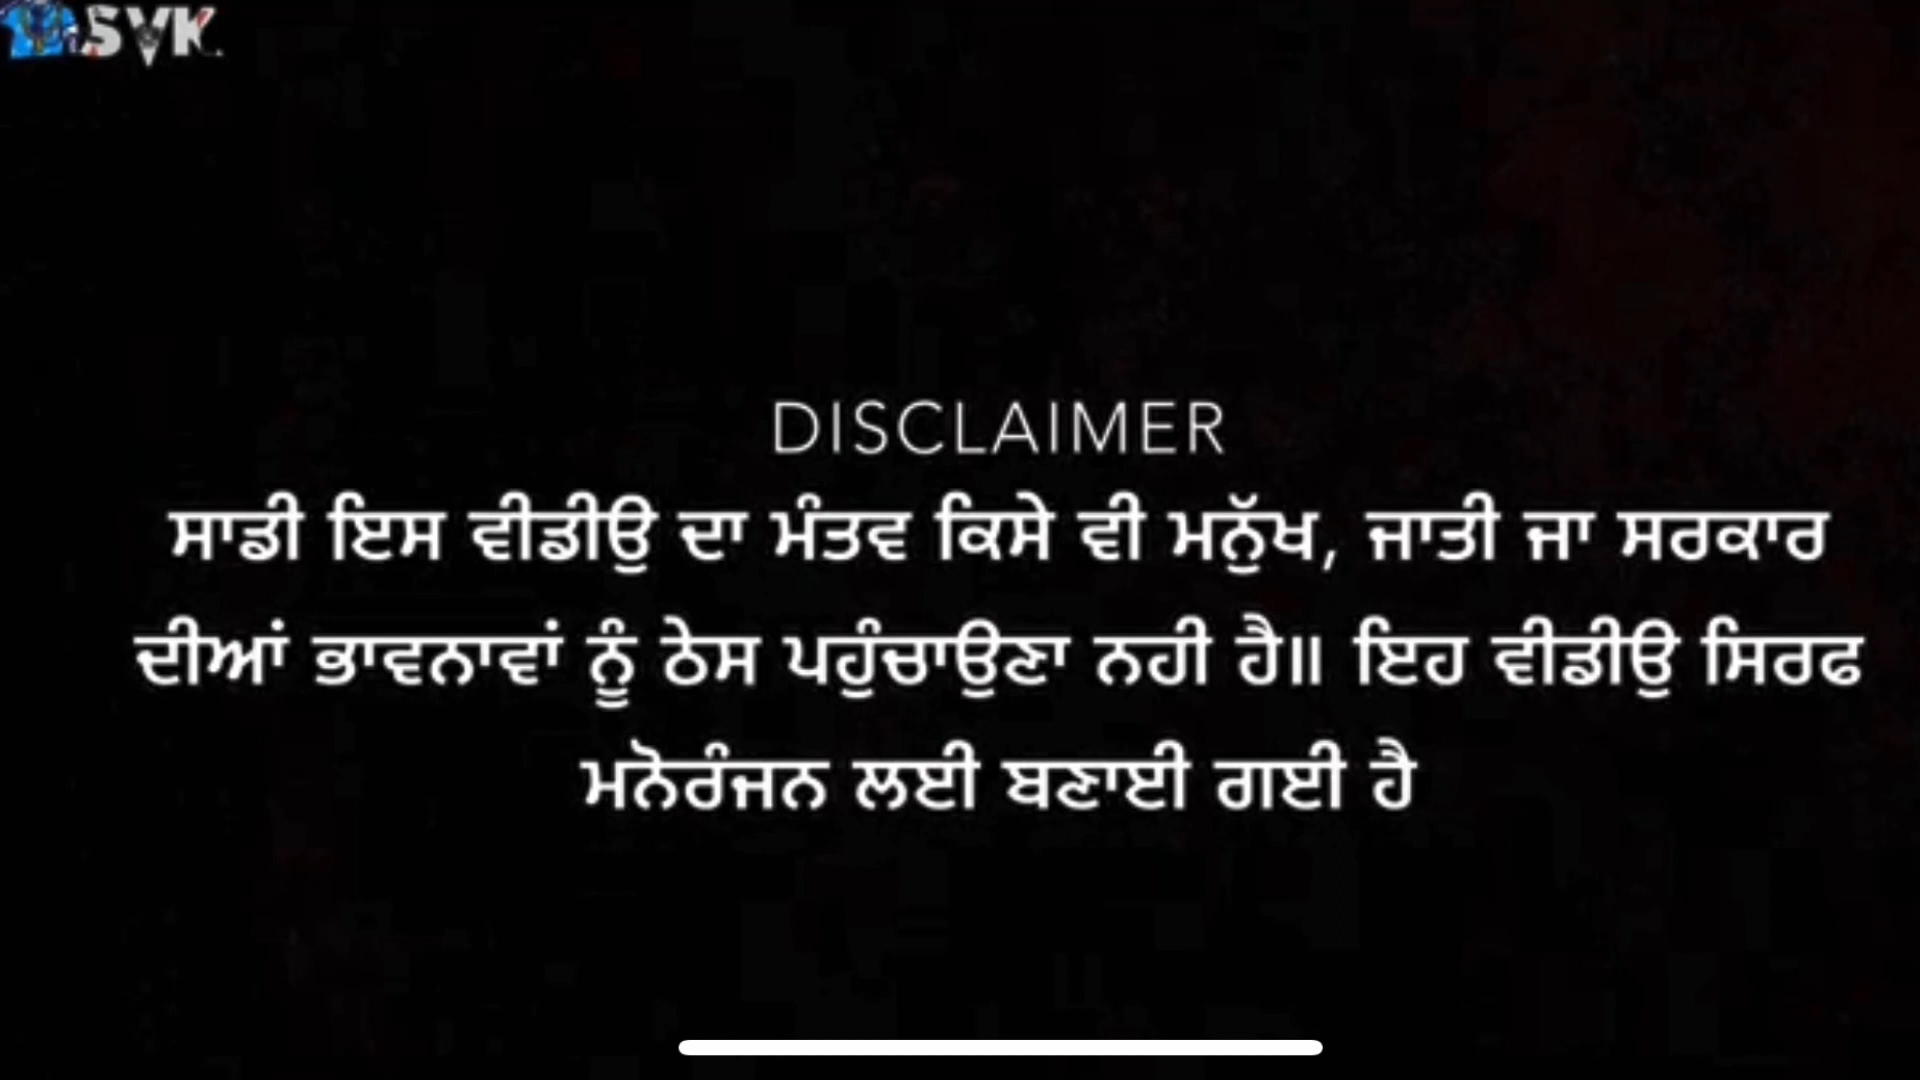 SVK.
DISCLAIMER
ਸਾਡੀ ਇਸ ਵੀਡੀਉ ਦਾ ਮੰਤਵ ਕਿਸੇ ਵੀ ਮਨੁੱਖ, ਜਾਤੀ ਜਾ ਸਰਕਾਰ
ਦੀਆਂ ਭਾਵਨਾਵਾਂ ਨੂੰ ਠੇਸ ਪਹੁੰਚਾਉਣਾ ਨਹੀ ਹੈ॥ ਇਹ ਵੀਡੀਉ ਸਿਰਫ
ਮਨੋਰੰਜਨ ਲਈ ਬਣਾਈ ਗਈ ਹੈ